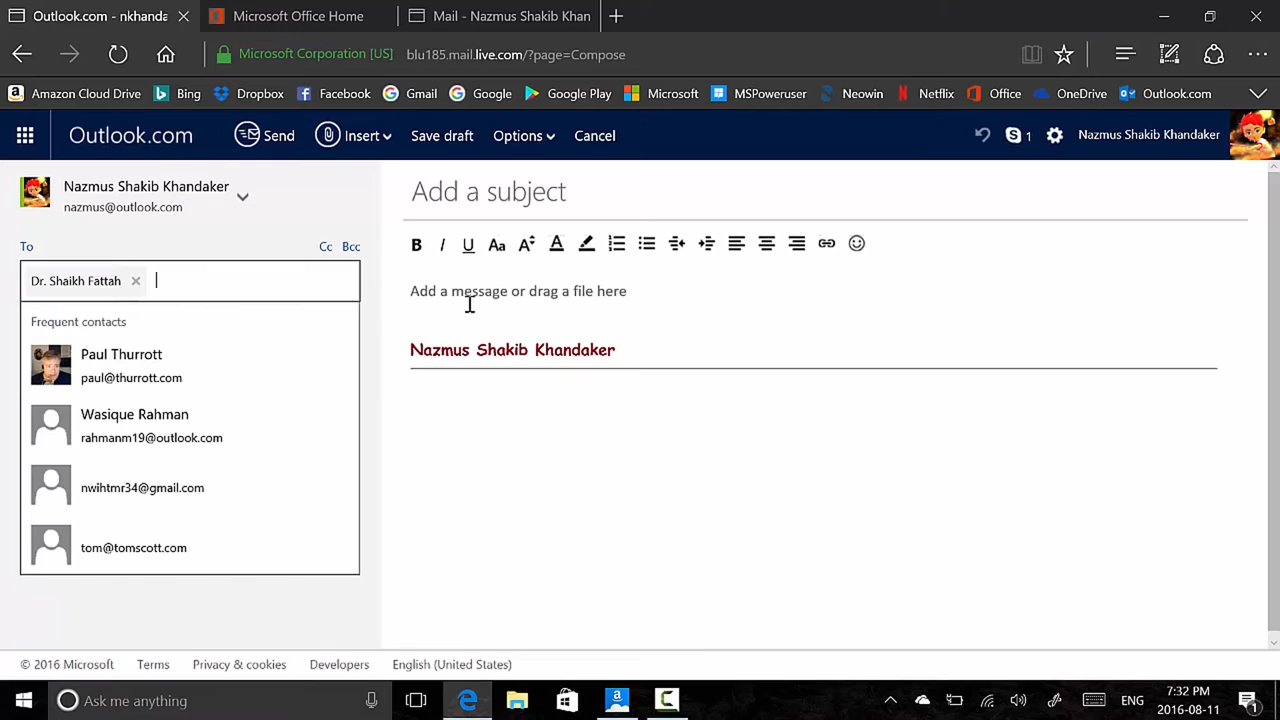 Outlook.com - nkhanda
Microsoft Office Home
Mail - Nazmus Shakib Khan
Microsoft Corporation [US] blu185.mail.live.com/?page=Compose
Amazon Cloud Drive Bing Dropbox Facebook Gmail Google Google Play Microsoft MSPoweruser Neowin Netflix Office OneDrive Outlook.com
Outlook.com Send Insert Save draft Options Cancel 1 Nazmus Shakib Khandaker
Nazmus Shakib Khandaker
nazmus@outlook.com
To Cc Bcc
Dr. Shaikh Fattah
Frequent contacts
Paul Thurrott
paul@thurrott.com
Wasique Rahman
rahmanm19@outlook.com
nwihtmr34@gmail.com
tom@tomscott.com
Add a subject
B I U Aa A A
Add a message or drag a file here
Nazmus Shakib Khandaker
© 2016 Microsoft Terms Privacy & cookies Developers English (United States)
Ask me anything
ENG
7:32 PM
2016-08-11
1